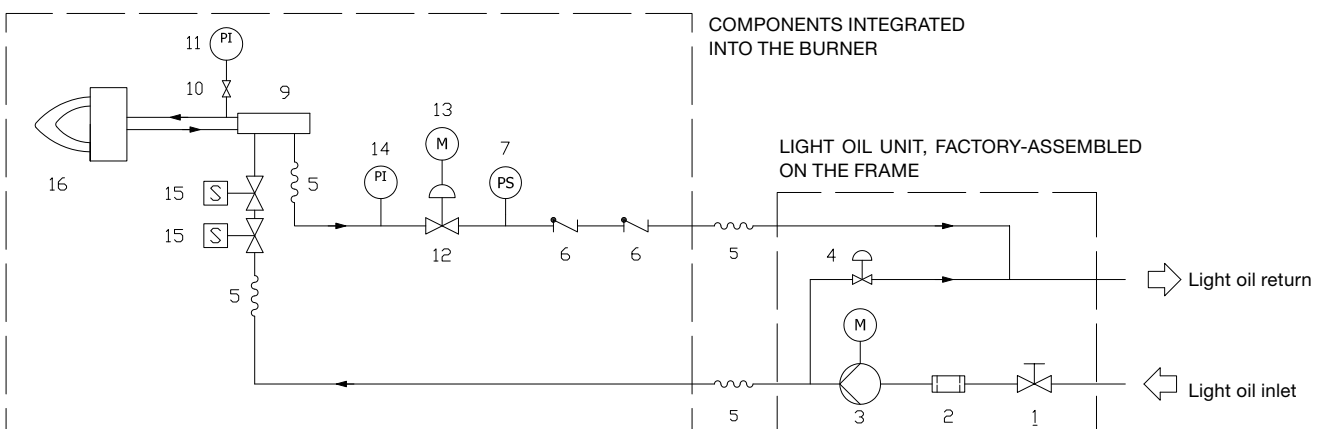 COMPONENTS INTEGRATED
INTO THE BURNER
11 PI
10
9
13
M
14
PI
7
PS
LIGHT OIL UNIT, FACTORY-ASSEMBLED
ON THE FRAME
16
15 S
5
15 S
12
6
6
5
4
5
Light oil return
M
Light oil inlet
5
3
2
1